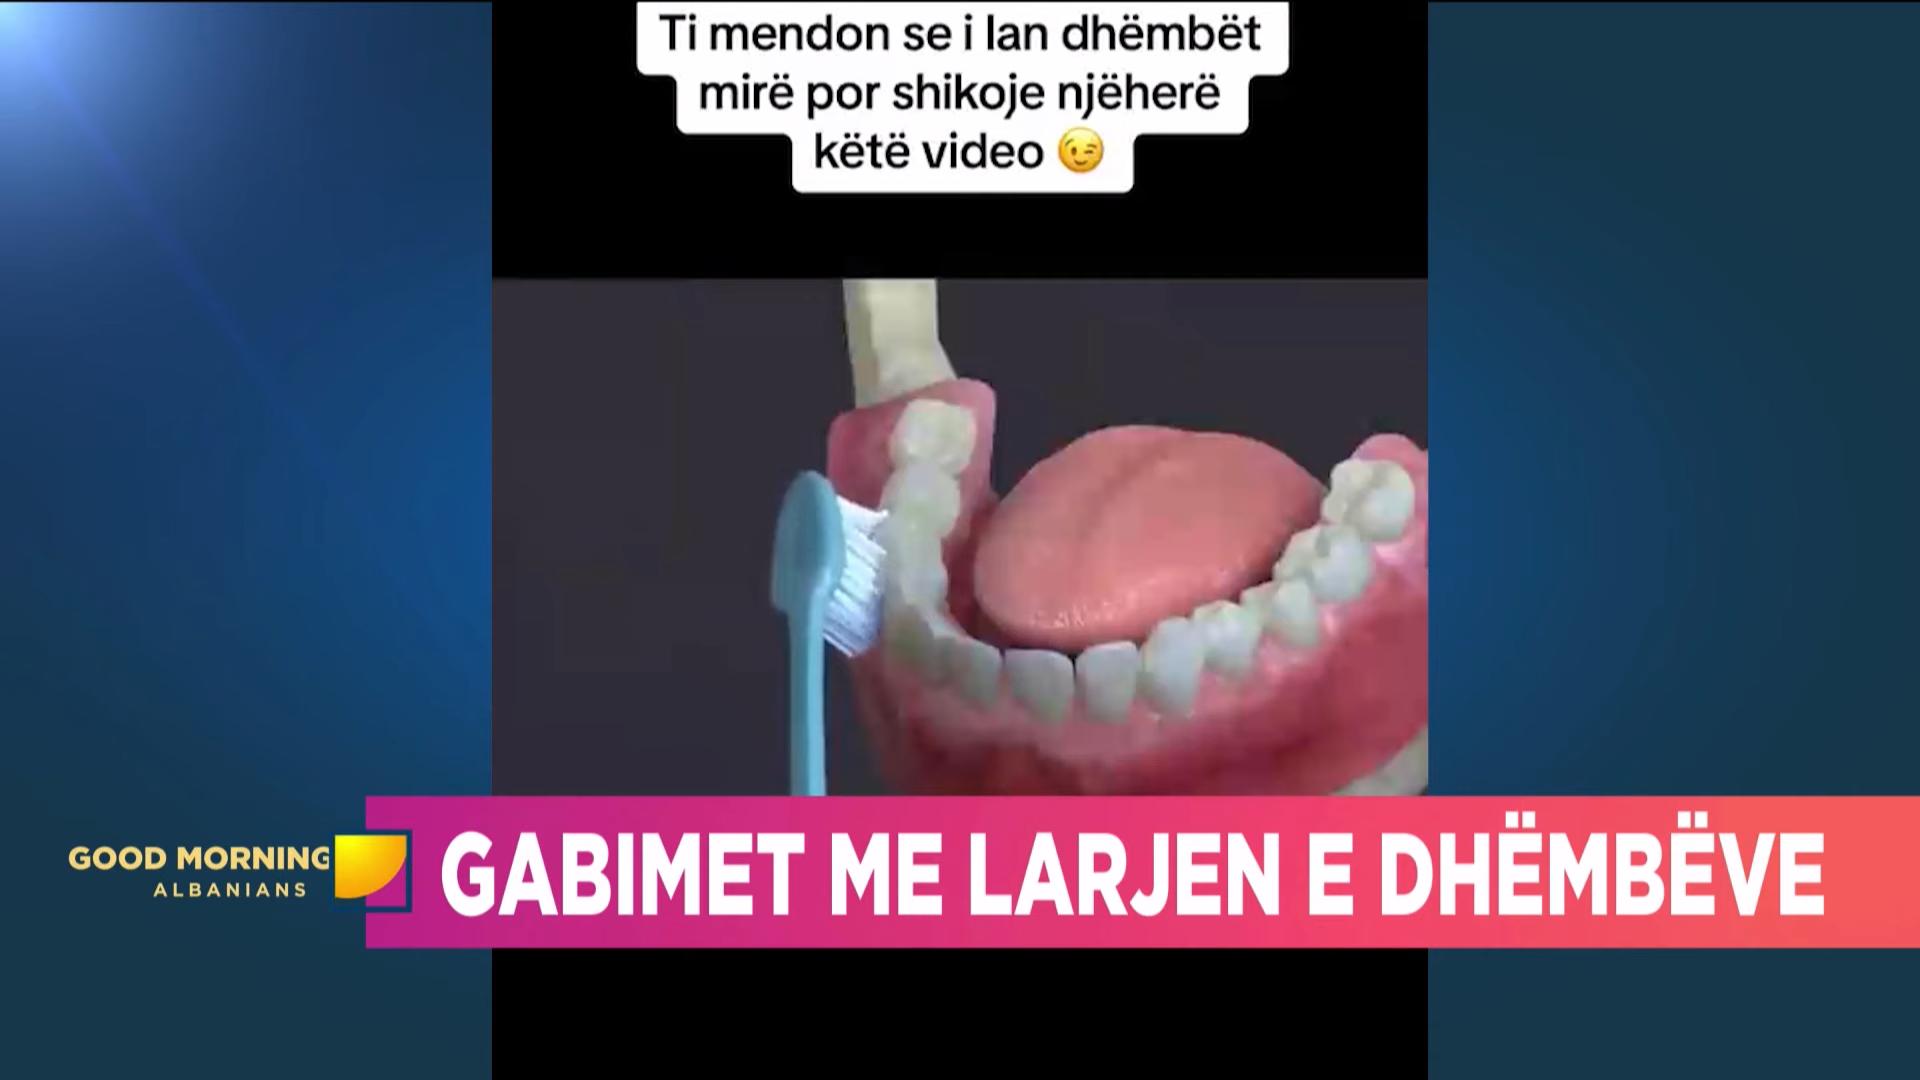 Ti mendon se i lan dhëmbët
mirë por shikoje njëherë
këtë video 😉
GOOD MORNING
ALBANIANS
GABIMET ME LARJEN E DHËMBËVE